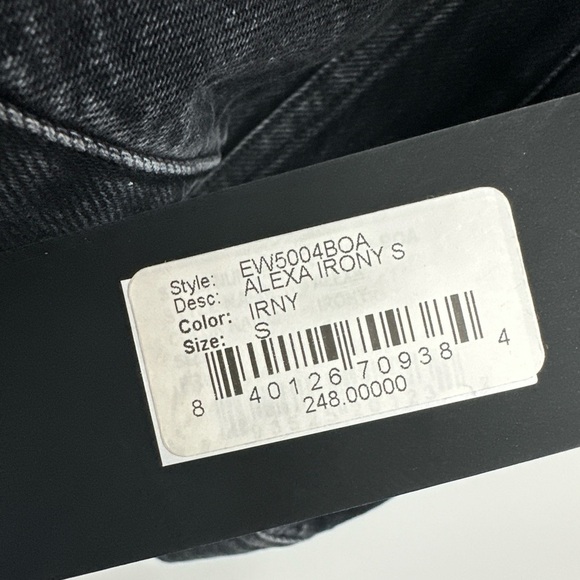 Style: EW5004BOA
Desc: ALEXA IRONY S
Color: IRNY
Size: S
8 40126 70938 4
248.00000